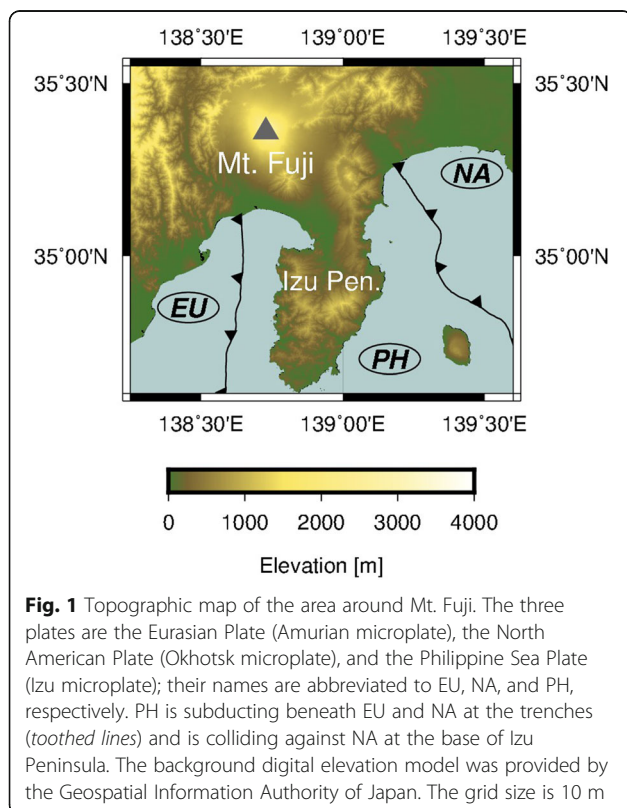 138°30'E 139°00'E 139°30'E
35°30'N 35°30'N
Mt. Fuji
NA
35°00'N 35°00'N
Izu Pen.
EU
PH
138°30'E 139°00'E 139°30'E
0 1000 2000 3000 4000
Elevation [m]
Fig. 1 Topographic map of the area around Mt. Fuji. The three
plates are the Eurasian Plate (Amurian microplate), the North
American Plate (Okhotsk microplate), and the Philippine Sea Plate
(Izu microplate); their names are abbreviated to EU, NA, and PH,
respectively. PH is subducting beneath EU and NA at the trenches
(toothed lines) and is colliding against NA at the base of Izu
Peninsula. The background digital elevation model was provided by
the Geospatial Information Authority of Japan. The grid size is 10 m